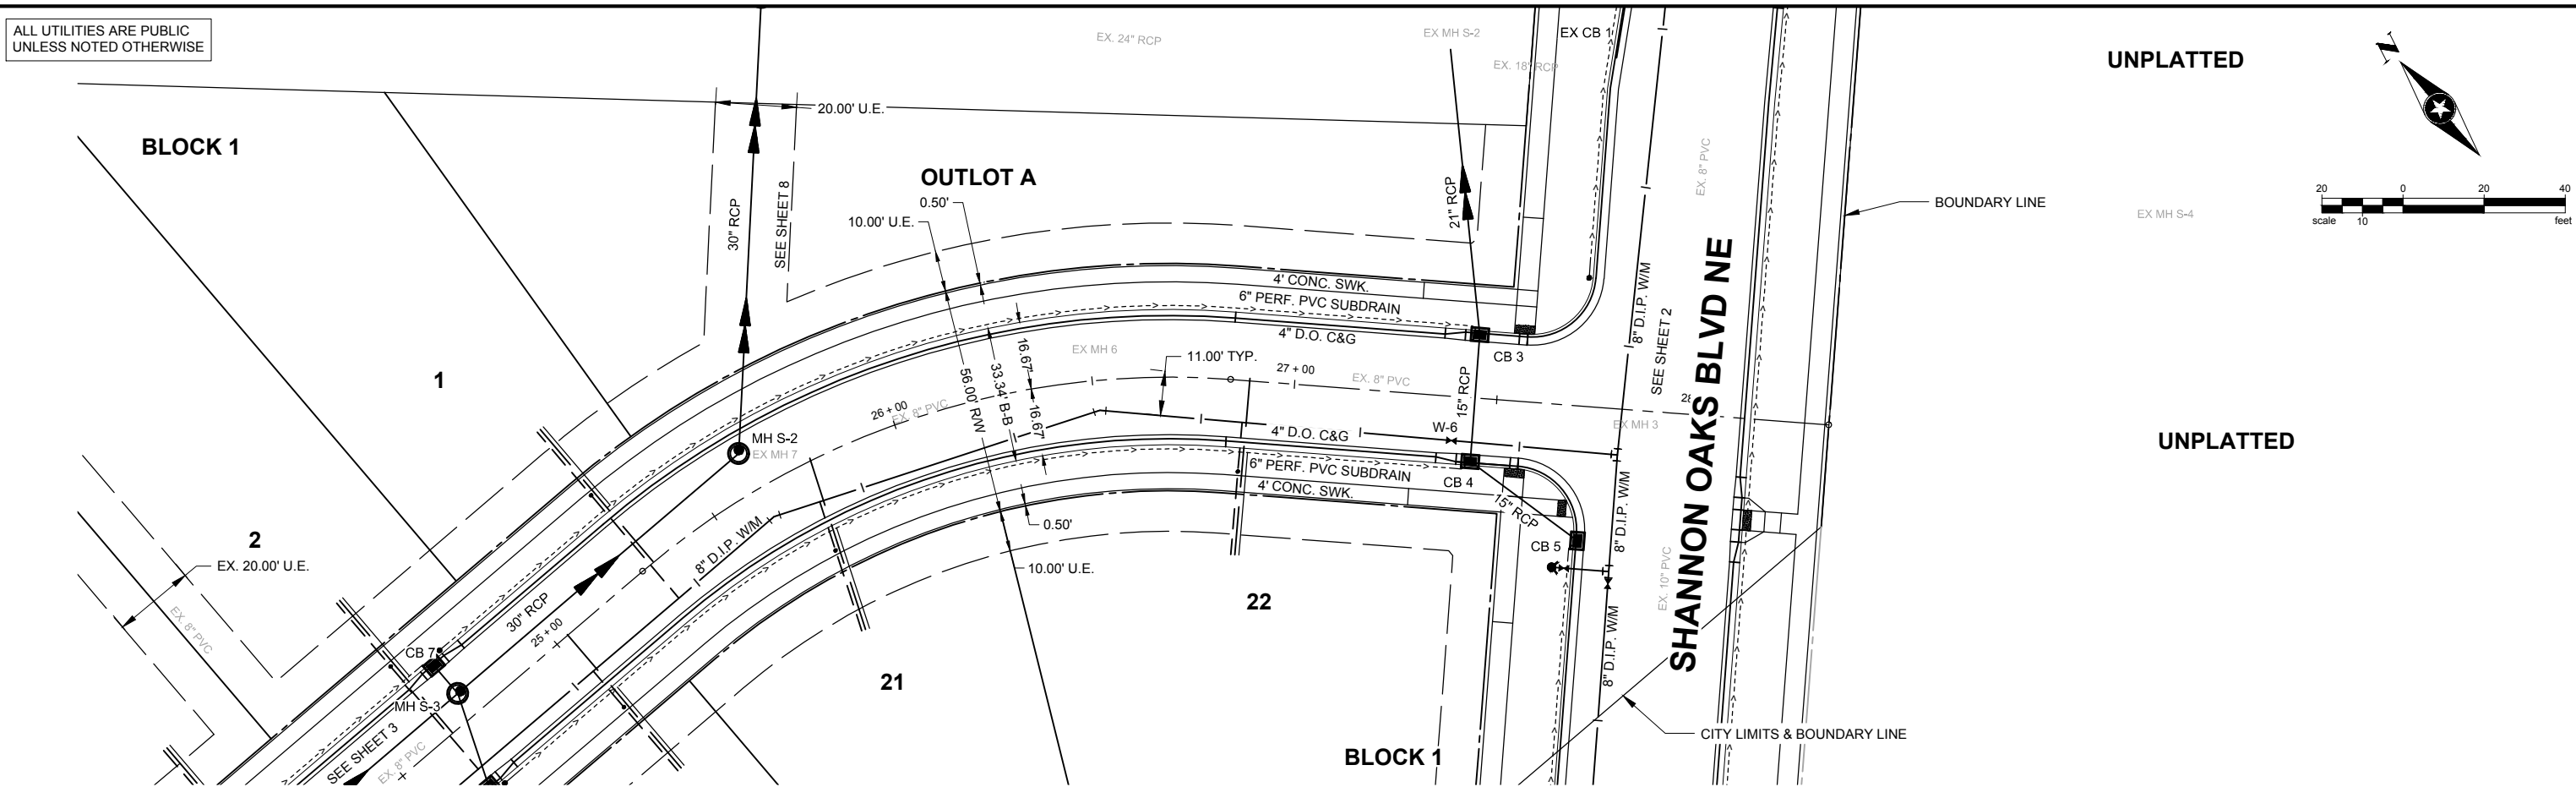 ALL UTILITIES ARE PUBLIC
UNLESS NOTED OTHERWISE
EX. 24" RCP
EX MH S-2
EX CB 1
EX. 18" RCP
UNPLATTED
N
BLOCK 1
20.00' U.E.
30" RCP
SEE SHEET 8
OUTLOT A
0.50'
10.00' U.E.
21" RCP
EX. 8" PVC
BOUNDARY LINE
EX MH S-4
20 0 20 40
scale 10 feet
4' CONC. SWK.
6" PERF. PVC SUBDRAIN
4" D.O. C&G
CB 3
8" D.I.P. W/M
SEE SHEET 2
SHANNON OAKS BLVD NE
EX MH 6
11.00' TYP.
16.67'
33.34' B-B
56.00' R/W
16.67'
27 + 00
EX. 8" PVC
15" RCP
28
1
26 + 00
EX. 8" PVC
W-6
EX MH 3
MH S-2
EX MH 7
4" D.O. C&G
6" PERF. PVC SUBDRAIN
4' CONC. SWK.
CB 4
15" RCP
UNPLATTED
8" D.I.P. W/M
8" D.I.P. W/M
0.50'
CB 5
2
EX. 20.00' U.E.
10.00' U.E.
EX. 10" PVC
22
EX. 8" PVC
30" RCP
25 + 00
8" D.I.P. W/M
CB 7
21
MH S-3
SEE SHEET 3
EX. 8" PVC
CITY LIMITS & BOUNDARY LINE
BLOCK 1